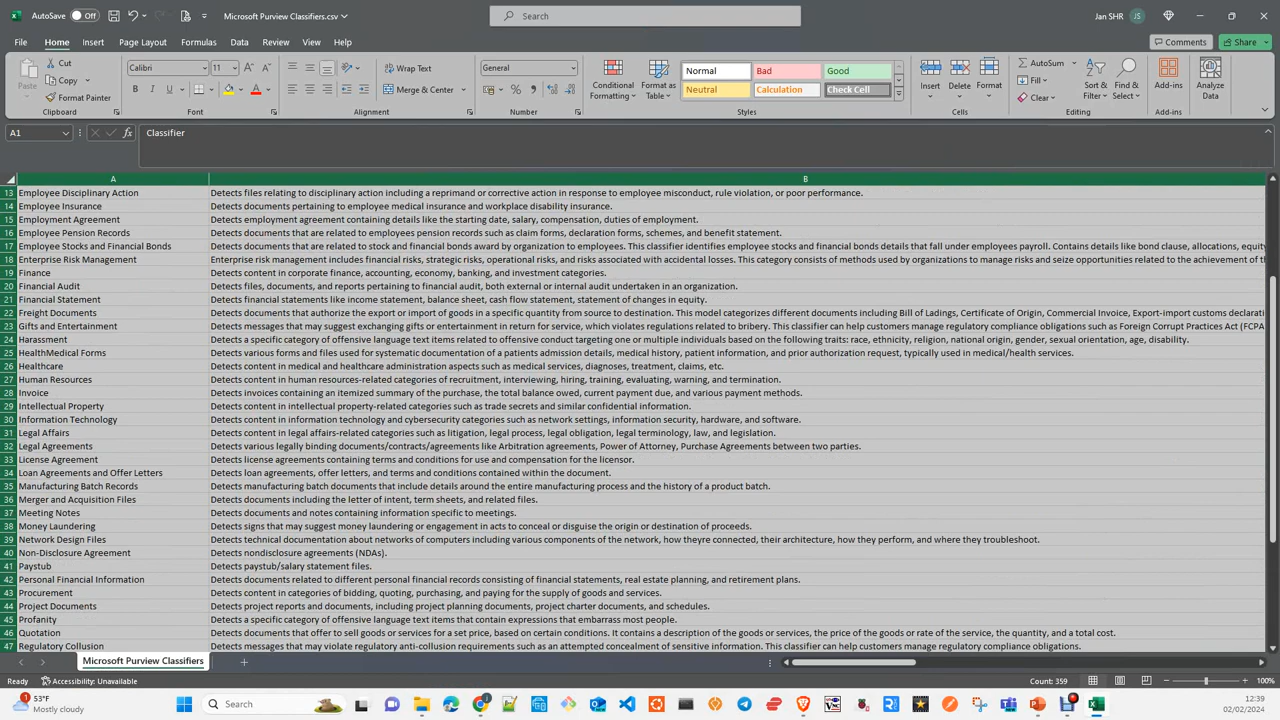 AutoSave Off Microsoft Purview Classifiers.csv Search Jan SHR JS
File Home Insert Page Layout Formulas Data Review View Help Comments Share
Paste Cut Copy Format Painter Clipboard
Calibri 11 Font
Wrap Text Merge & Center Alignment
General Number
Conditional Formatting Format as Table Normal Bad Good Neutral Calculation Check Cell Styles
Insert Delete Format Cells
AutoSum Fill Clear Sort & Filter Find & Select Editing
Add-ins Add-ins Analyze Data
A1 fx Classifier
A B
13 Employee Disciplinary Action Detects files relating to disciplinary action including a reprimand or corrective action in response to employee misconduct, rule violation, or poor performance.
14 Employee Insurance Detects documents pertaining to employee medical insurance and workplace disability insurance.
15 Employment Agreement Detects employment agreement containing details like the starting date, salary, compensation, duties of employment.
16 Employee Pension Records Detects documents that are related to employees pension records such as claim forms, declaration forms, schemes, and benefit statement.
17 Employee Stocks and Financial Bonds Detects documents that are related to stock and financial bonds award by organization to employees. This classifier identifies employee stocks and financial bonds details that fall under employees payroll. Contains details like bond clause, allocations, equity
18 Enterprise Risk Management Enterprise risk management includes financial risks, strategic risks, operational risks, and risks associated with accidental losses. This category consists of methods used by organizations to manage risks and seize opportunities related to the achievement of th
19 Finance Detects content in corporate finance, accounting, economy, banking, and investment categories.
20 Financial Audit Detects files, documents, and reports pertaining to financial audit, both external or internal audit undertaken in an organization.
21 Financial Statement Detects financial statements like income statement, balance sheet, cash flow statement, statement of changes in equity.
22 Freight Documents Detects documents that authorize the export or import of goods in a specific quantity from source to destination. This model categorizes different documents including Bill of Ladings, Certificate of Origin, Commercial Invoice, Export-import customs declarati
23 Gifts and Entertainment Detects messages that may suggest exchanging gifts or entertainment in return for service, which violates regulations related to bribery. This classifier can help customers manage regulatory compliance obligations such as Foreign Corrupt Practices Act (FCPA
24 Harassment Detects a specific category of offensive language text items related to offensive conduct targeting one or multiple individuals based on the following traits: race, ethnicity, religion, national origin, gender, sexual orientation, age, disability.
25 HealthMedical Forms Detects various forms and files used for systematic documentation of a patients admission details, medical history, patient information, and prior authorization request, typically used in medical/health services.
26 Healthcare Detects content in medical and healthcare administration aspects such as medical services, diagnoses, treatment, claims, etc.
27 Human Resources Detects content in human resources-related categories of recruitment, interviewing, hiring, training, evaluating, warning, and termination.
28 Invoice Detects invoices containing an itemized summary of the purchase, the total balance owed, current payment due, and various payment methods.
29 Intellectual Property Detects content in intellectual property-related categories such as trade secrets and similar confidential information.
30 Information Technology Detects content in information technology and cybersecurity categories such as network settings, information security, hardware, and software.
31 Legal Affairs Detects content in legal affairs-related categories such as litigation, legal process, legal obligation, legal terminology, law, and legislation.
32 Legal Agreements Detects various legally binding documents/contracts/agreements like Arbitration agreements, Power of Attorney, Purchase Agreements between two parties.
33 License Agreement Detects license agreements containing terms and conditions for use and compensation for the licensor.
34 Loan Agreements and Offer Letters Detects loan agreements, offer letters, and terms and conditions contained within the document.
35 Manufacturing Batch Records Detects manufacturing batch documents that include details around the entire manufacturing process and the history of a product batch.
36 Merger and Acquisition Files Detects documents including the letter of intent, term sheets, and related files.
37 Meeting Notes Detects documents and notes containing information specific to meetings.
38 Money Laundering Detects signs that may suggest money laundering or engagement in acts to conceal or disguise the origin or destination of proceeds.
39 Network Design Files Detects technical documentation about networks of computers including various components of the network, how theyre connected, their architecture, how they perform, and where they troubleshoot.
40 Non-Disclosure Agreement Detects nondisclosure agreements (NDAs).
41 Paystub Detects paystub/salary statement files.
42 Personal Financial Information Detects documents related to different personal financial records consisting of financial statements, real estate planning, and retirement plans.
43 Procurement Detects content in categories of bidding, quoting, purchasing, and paying for the supply of goods and services.
44 Project Documents Detects project reports and documents, including project planning documents, project charter documents, and schedules.
45 Profanity Detects a specific category of offensive language text items that contain expressions that embarrass most people.
46 Quotation Detects documents that offer to sell goods or services for a set price, based on certain conditions. It contains a description of the goods or services, the price of the goods or rate of the service, the quantity, and a total cost.
47 Regulatory Collusion Detects messages that may violate regulatory anti-collusion requirements such as an attempted concealment of sensitive information. This classifier can help customers manage regulatory compliance obligations.
Microsoft Purview Classifiers
Ready Accessibility: Unavailable Count: 359 100%
1 53°F Mostly cloudy Search 12:39
02/02/2024